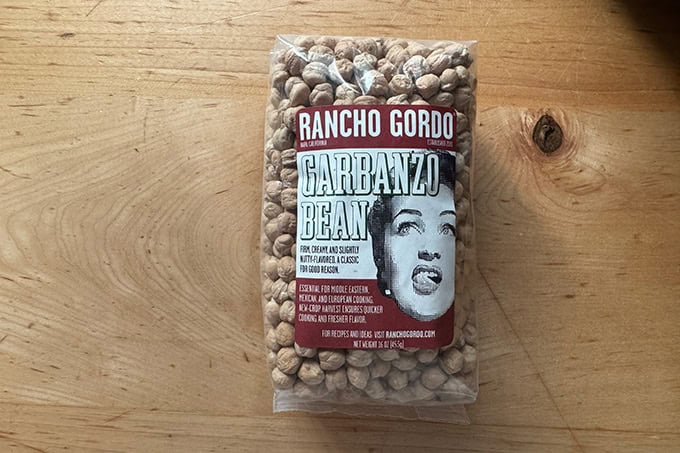 RANCHO GORDO
NAPA, CALIFORNIA ESTABLISHED 2001
GARBANZO
BEAN
FIRM, CREAMY, AND SLIGHTLY
NUTTY-FLAVORED. A CLASSIC
FOR GOOD REASON.
ESSENTIAL FOR MIDDLE EASTERN,
MEXICAN AND EUROPEAN COOKING.
NEW-CROP HARVEST ENSURES QUICKER
COOKING AND FRESHER FLAVOR.
FOR RECIPES AND IDEAS: VISIT RANCHOGORDO.COM
NET WEIGHT 16 OZ (453g)